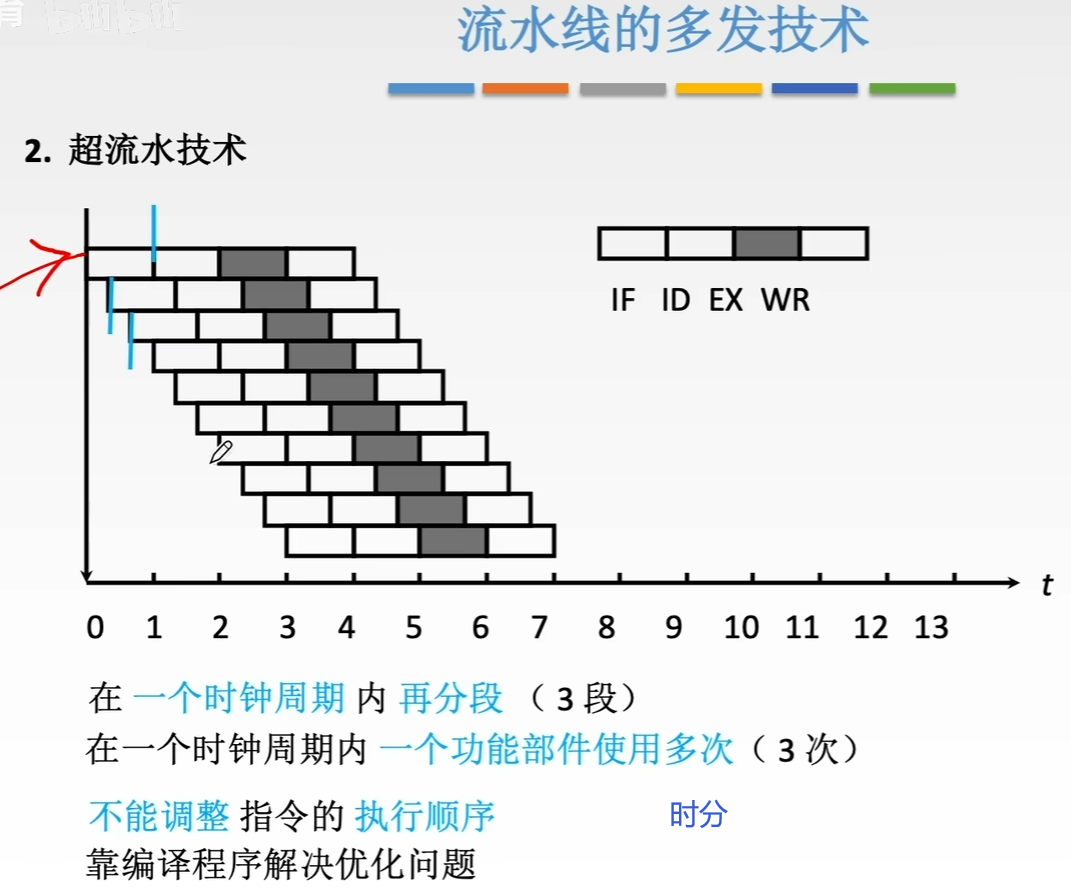 育 bilibili
流水线的多发技术
2. 超流水技术
IF ID EX WR
t
0 1 2 3 4 5 6 7 8 9 10 11 12 13
在 一个时钟周期 内 再分段 （ 3 段）
在一个时钟周期内 一个功能部件使用多次（ 3 次）
不能调整 指令的 执行顺序
时分
靠编译程序解决优化问题